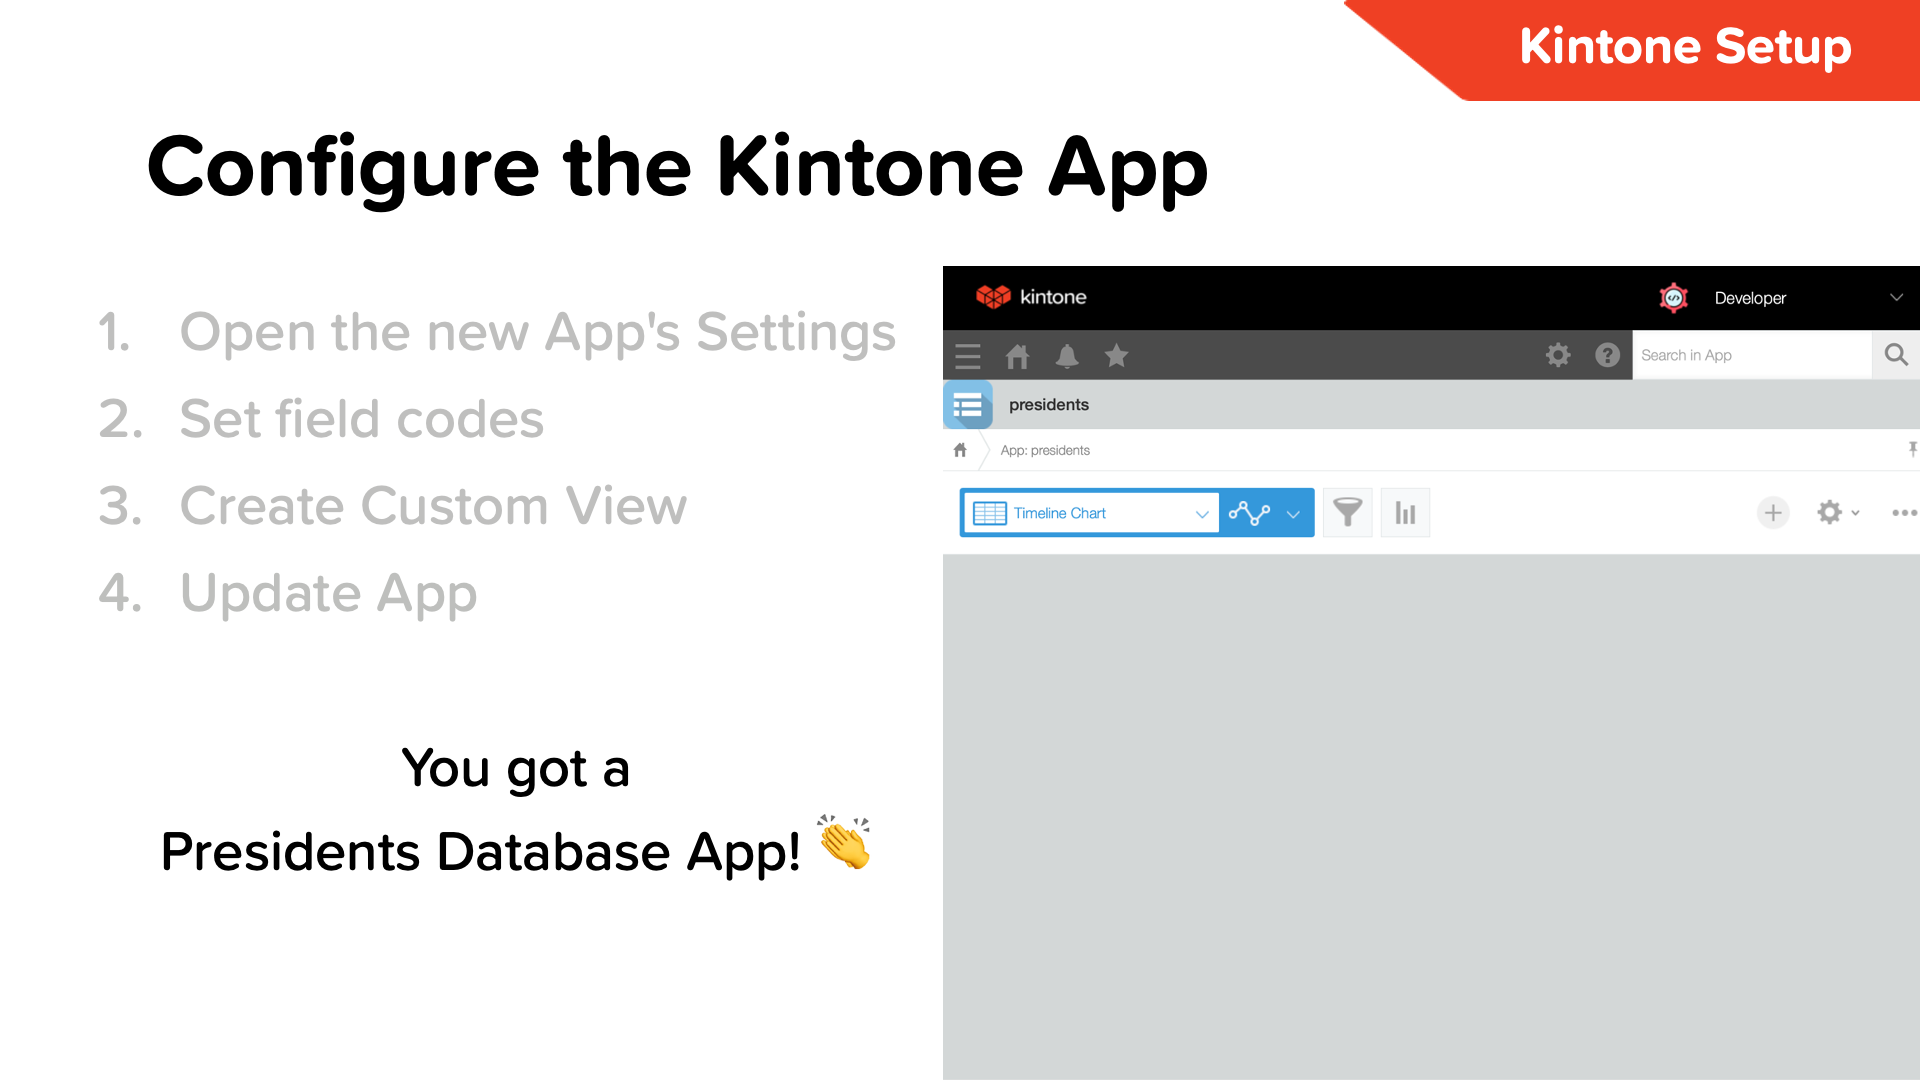 Kintone Setup
Configure the Kintone App
1. Open the new App's Settings
2. Set field codes
3. Create Custom View
4. Update App
You got a
Presidents Database App! 👏
kintone
Developer
Search in App
presidents
App: presidents
Timeline Chart